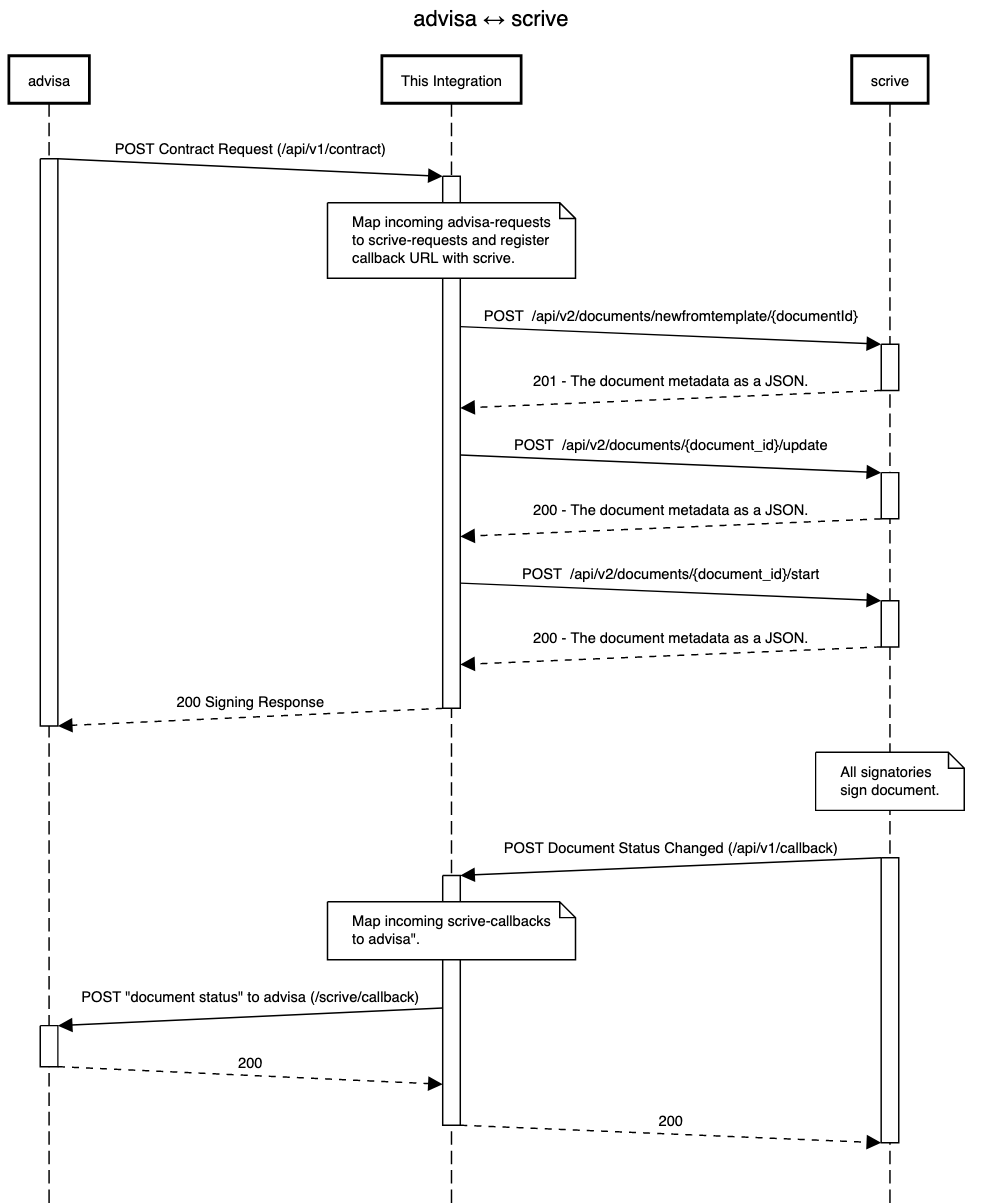 advisa ↔ scrive
advisa
This Integration
scrive
POST Contract Request (/api/v1/contract)
Map incoming advisa-requests
to scrive-requests and register
callback URL with scrive.
POST  /api/v2/documents/newfromtemplate/{documentId}
201 - The document metadata as a JSON.
POST  /api/v2/documents/{document_id}/update
200 - The document metadata as a JSON.
POST  /api/v2/documents/{document_id}/start
200 - The document metadata as a JSON.
200 Signing Response
All signatories
sign document.
POST Document Status Changed (/api/v1/callback)
Map incoming scrive-callbacks
to advisa".
POST "document status" to advisa (/scrive/callback)
200
200